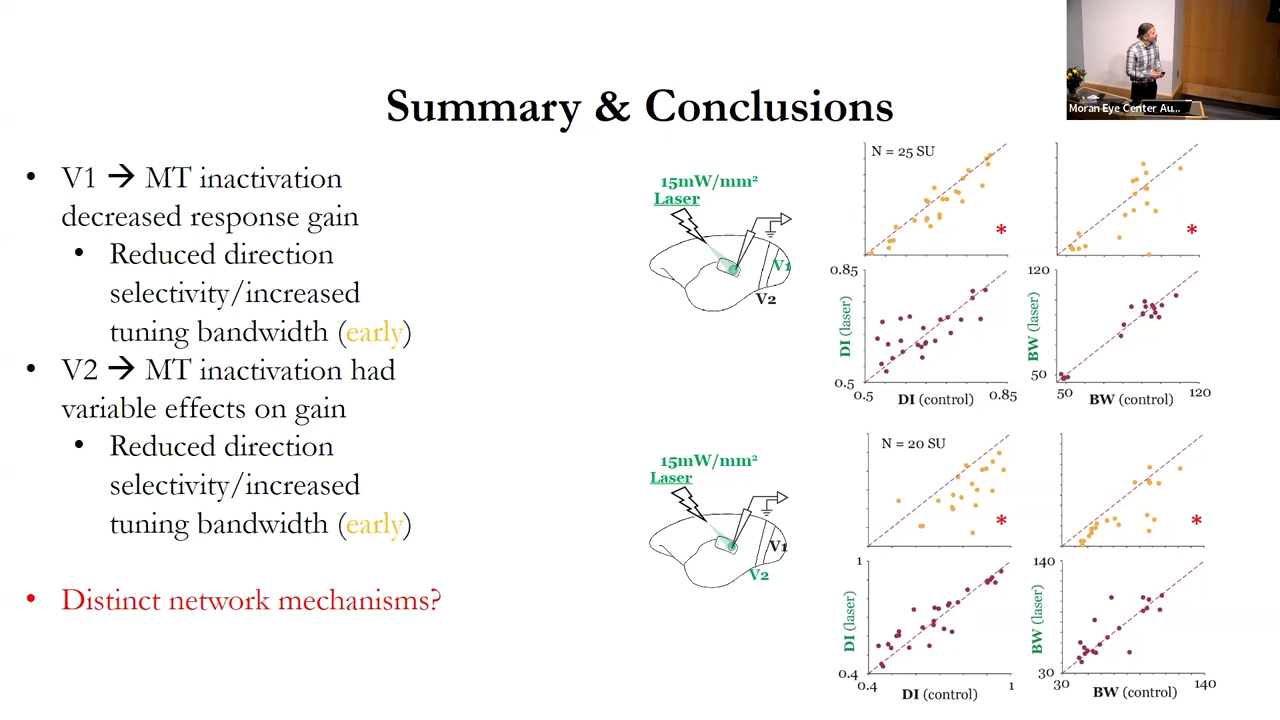 Moran Eye Center Au...
Summary & Conclusions
• V1 → MT inactivation
decreased response gain
• Reduced direction
selectivity/increased
tuning bandwidth (early)
• V2 → MT inactivation had
variable effects on gain
• Reduced direction
selectivity/increased
tuning bandwidth (early)
• Distinct network mechanisms?
15mW/mm²
Laser
V1
V2
N = 25 SU
*
*
0.85
DI (laser)
0.5
0.5
DI (control)
0.85
120
BW (laser)
50
50
BW (control)
120
15mW/mm²
Laser
V1
V2
N = 20 SU
*
*
1
DI (laser)
0.4
0.4
DI (control)
1
140
BW (laser)
30
30
BW (control)
140